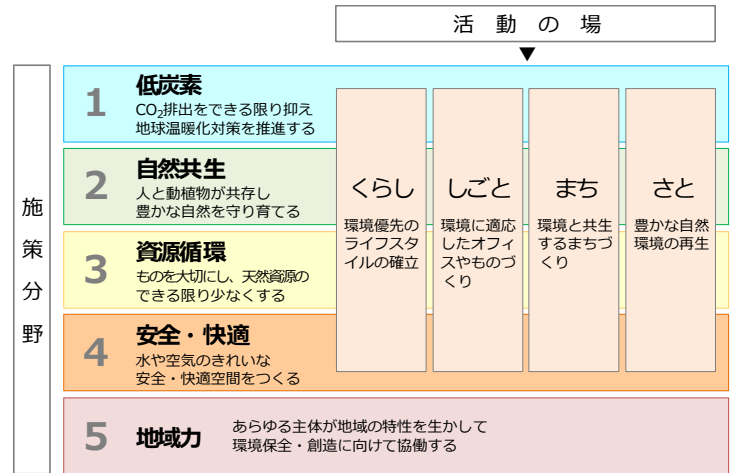 活動の場
▼
施策分野
1
低炭素
CO₂排出をできる限り抑え
地球温暖化対策を推進する
2
自然共生
人と動植物が共存し
豊かな自然を守り育てる
3
資源循環
ものを大切にし、天然資源の
できる限り少なくする
4
安全・快適
水や空気のきれいな
安全・快適空間をつくる
5
地域力
あらゆる主体が地域の特性を生かして
環境保全・創造に向けて協働する
くらし
環境優先の
ライフスタ
イルの確立
しごと
環境に適応
したオフィ
スやものづ
くり
まち
環境と共生
するまちづ
くり
さと
豊かな自然
環境の再生